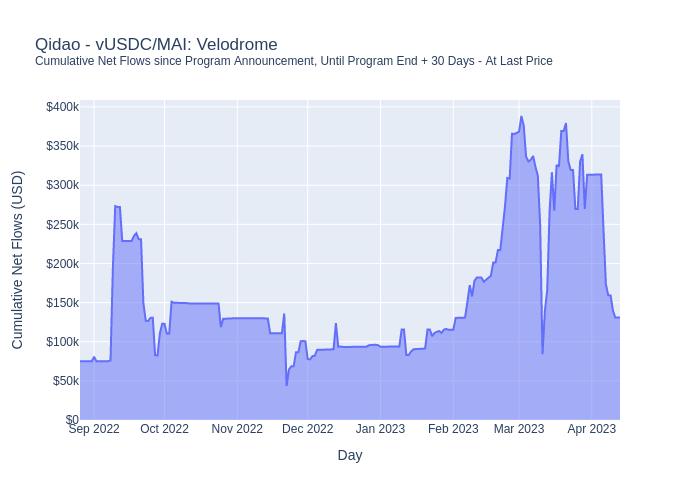 Qidao - vUSDC/MAI: Velodrome
Cumulative Net Flows since Program Announcement, Until Program End + 30 Days - At Last Price
Cumulative Net Flows (USD)
$400k
$350k
$300k
$250k
$200k
$150k
$100k
$50k
$0
Sep 2022 Oct 2022 Nov 2022 Dec 2022 Jan 2023 Feb 2023 Mar 2023 Apr 2023
Day